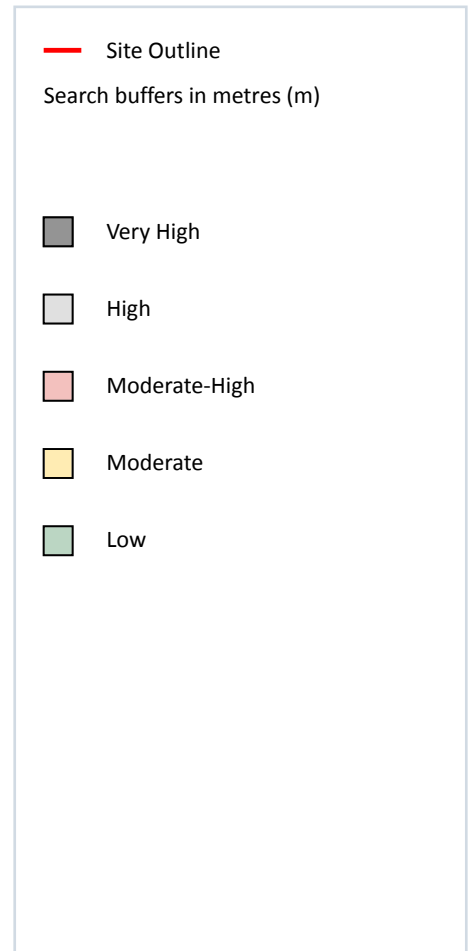 Site Outline
Search buffers in metres (m)
Very High
High
Moderate-High
Moderate
Low